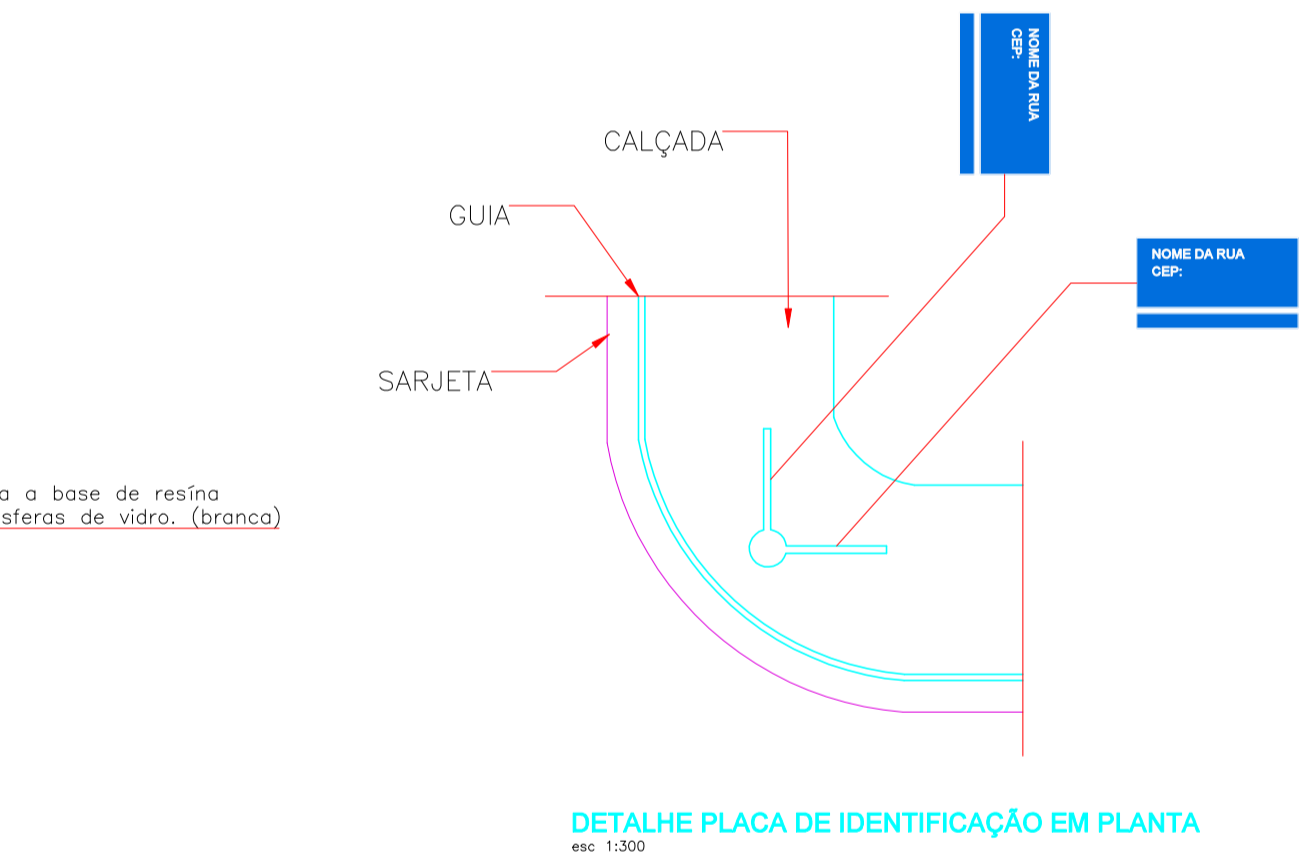 NOME DA RUA
CEP:
CALÇADA
GUIA
NOME DA RUA
CEP:
SARJETA
a a base de resína
sferas de vidro. (branca)
DETALHE PLACA DE IDENTIFICAÇÃO EM PLANTA
esc 1:300